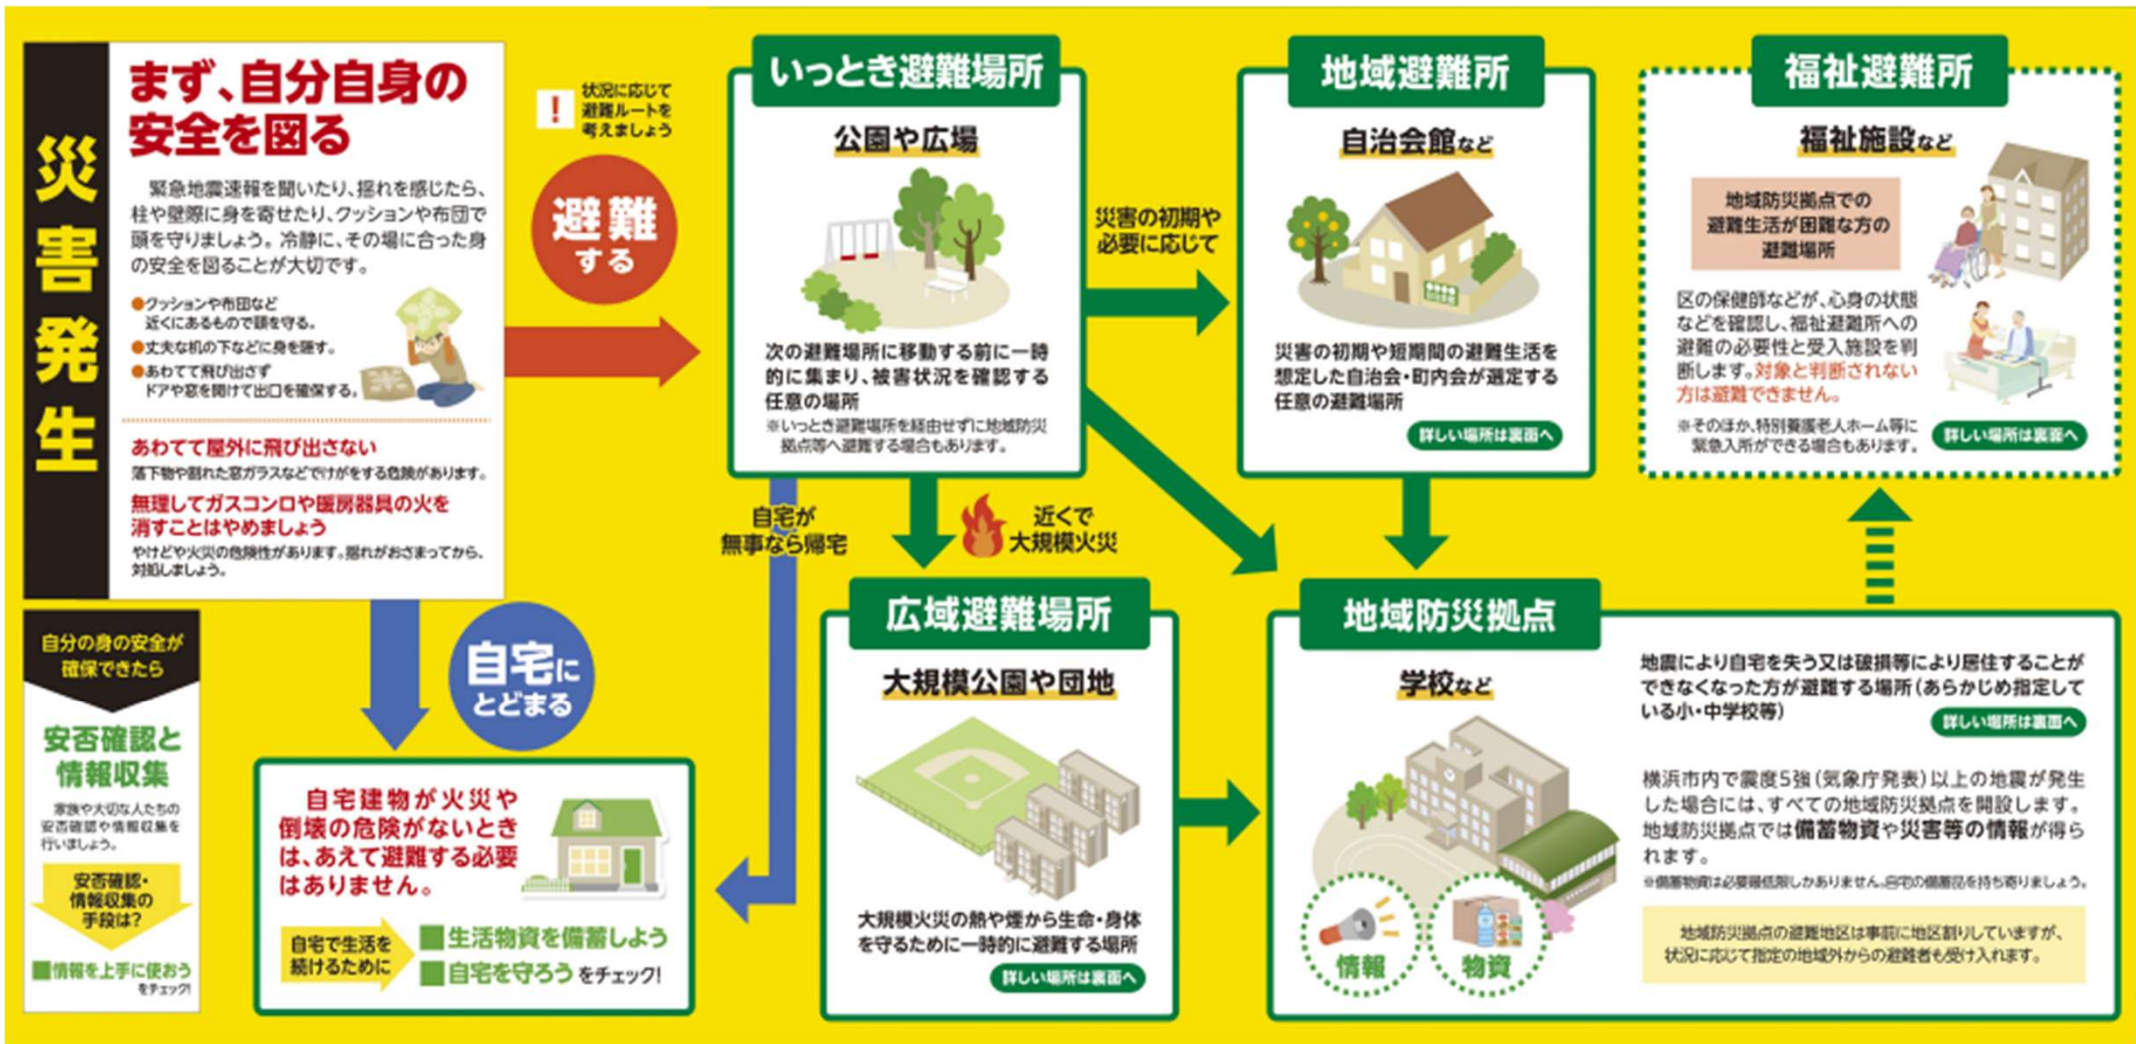 災害発生
まず、自分自身の
安全を図る
緊急地震速報を聞いたり、揺れを感じたら、
柱や壁際に身を寄せたり、クッションや布団で
頭を守りましょう。冷静に、その場に合った身
の安全を図ることが大切です。
●クッションや布団など
近くにあるもので頭を守る。
●丈夫な机の下などに身を隠す。
●あわてて飛び出さず
ドアや窓を開けて出口を確保する。
あわてて屋外に飛び出さない
落下物や割れた窓ガラスなどでけがをする危険があります。
無理してガスコンロや暖房器具の火を
消すことはやめましょう
やけどや火災の危険性があります。揺れがおさまってから、
対処しましょう。
自分の身の安全が
確保できたら
安否確認と
情報収集
家族や大切な人たちの
安否確認や情報収集を
行いましょう。
安否確認・
情報収集の
手段は?
■情報を上手に使おう
をチェック!
!
状況に応じて
避難ルートを
考えましょう
避難
する
自宅に
とどまる
自宅建物が火災や
倒壊の危険がないとき
は、あえて避難する必要
はありません。
自宅で生活を
続けるために
■生活物資を備蓄しよう
■自宅を守ろう をチェック!
いっとき避難場所
公園や広場
次の避難場所に移動する前に一時
的に集まり、被害状況を確認する
任意の場所
※いっとき避難場所を経由せずに地域防災
拠点等へ避難する場合もあります。
自宅が
無事なら帰宅
近くで
大規模火災
災害の初期や
必要に応じて
地域避難所
自治会館など
災害の初期や短期間の避難生活を
想定した自治会・町内会が選定する
任意の避難場所
詳しい場所は裏面へ
福祉避難所
福祉施設など
地域防災拠点での
避難生活が困難な方の
避難場所
区の保健師などが、心身の状態
などを確認し、福祉避難所への
避難の必要性と受入施設を判
断します。対象と判断されない
方は避難できません。
※そのほか、特別養護老人ホーム等に
緊急入所ができる場合もあります。
詳しい場所は裏面へ
広域避難場所
大規模公園や団地
大規模火災の熱や煙から生命・身体
を守るために一時的に避難する場所
詳しい場所は裏面へ
地域防災拠点
学校など
情報
物資
地震により自宅を失う又は破損等により居住することが
できなくなった方が避難する場所(あらかじめ指定して
いる小・中学校等)
詳しい場所は裏面へ
横浜市内で震度5強(気象庁発表)以上の地震が発生
した場合には、すべての地域防災拠点を開設します。
地域防災拠点では備蓄物資や災害等の情報が得ら
れます。
※備蓄物資は必要最低限しかありません。自宅の備蓄品を持ち寄りましょう。
地域防災拠点の避難地区は事前に地区割りしていますが、
状況に応じて指定の地域外からの避難者も受け入れます。